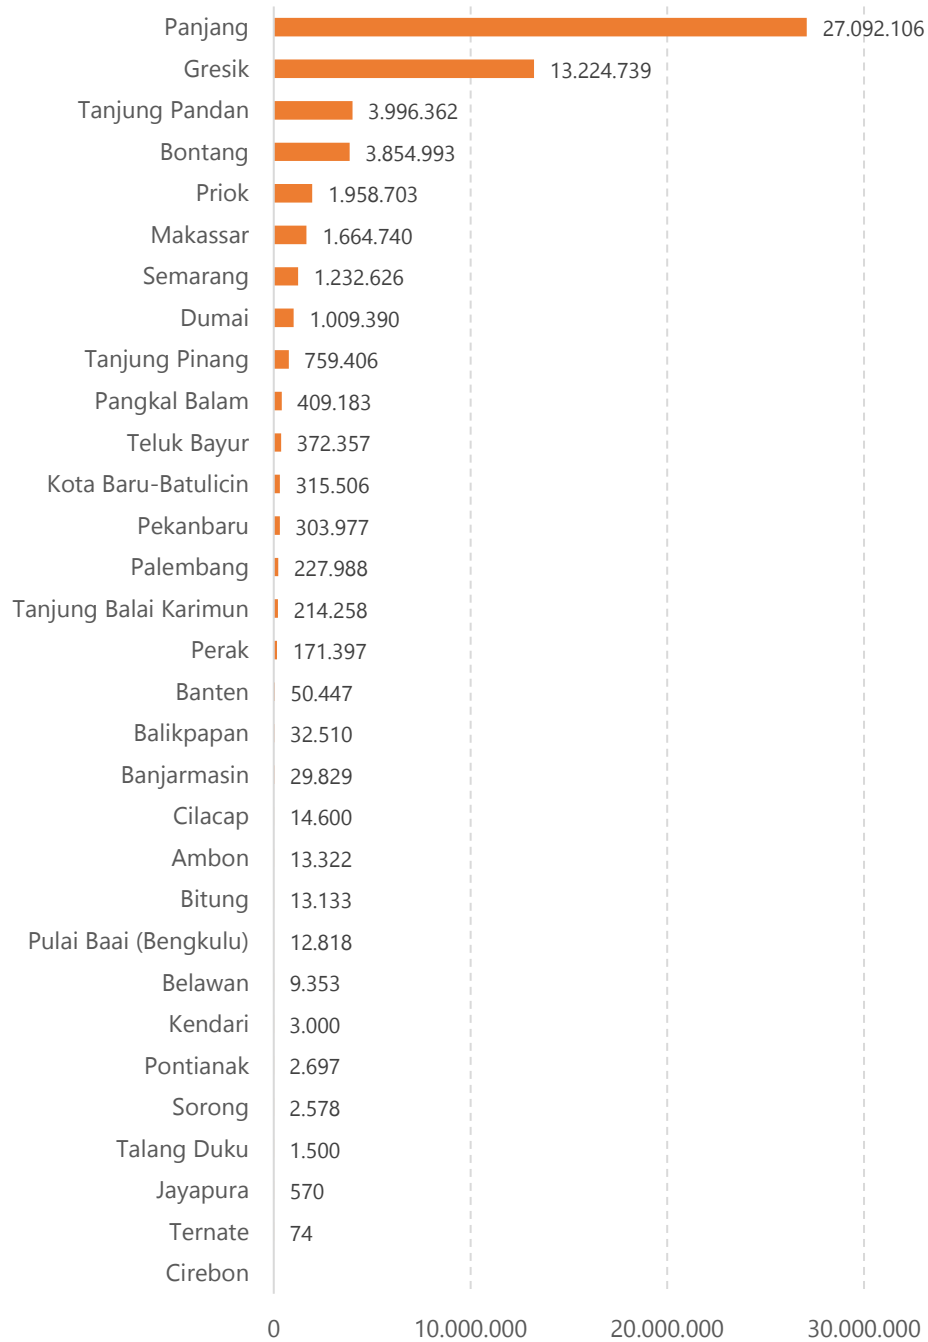 Panjang 27.092.106
Gresik 13.224.739
Tanjung Pandan 3.996.362
Bontang 3.854.993
Priok 1.958.703
Makassar 1.664.740
Semarang 1.232.626
Dumai 1.009.390
Tanjung Pinang 759.406
Pangkal Balam 409.183
Teluk Bayur 372.357
Kota Baru-Batulicin 315.506
Pekanbaru 303.977
Palembang 227.988
Tanjung Balai Karimun 214.258
Perak 171.397
Banten 50.447
Balikpapan 32.510
Banjarmasin 29.829
Cilacap 14.600
Ambon 13.322
Bitung 13.133
Pulai Baai (Bengkulu) 12.818
Belawan 9.353
Kendari 3.000
Pontianak 2.697
Sorong 2.578
Talang Duku 1.500
Jayapura 570
Ternate 74
Cirebon
0 10.000.000 20.000.000 30.000.000